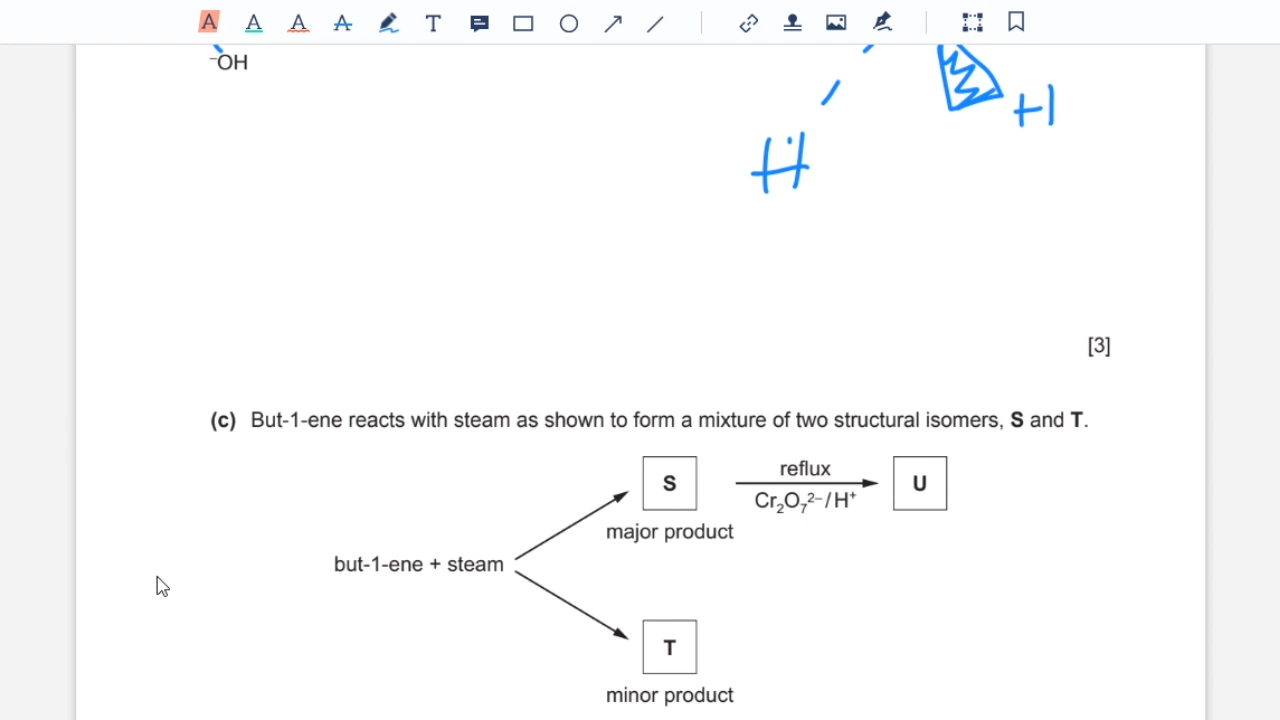 A A A A T
⁻OH
H
H
[3]
(c) But-1-ene reacts with steam as shown to form a mixture of two structural isomers, S and T.
S reflux U
Cr₂O₇²⁻/H⁺
major product
but-1-ene + steam
T
minor product